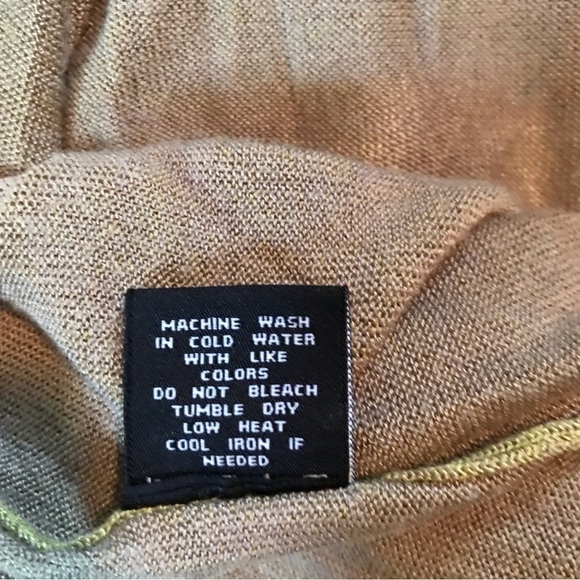 MACHINE WASH
IN COLD WATER
WITH LIKE
COLORS
DO NOT BLEACH
TUMBLE DRY
LOW HEAT
COOL IRON IF
NEEDED